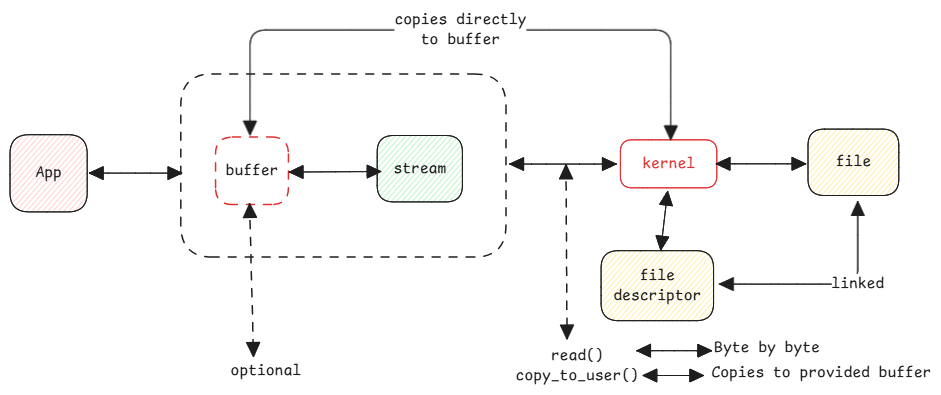 copies directly
to buffer
App
buffer
stream
kernel
file
file
descriptor
linked
optional
read()
Byte by byte
copy_to_user()
Copies to provided buffer